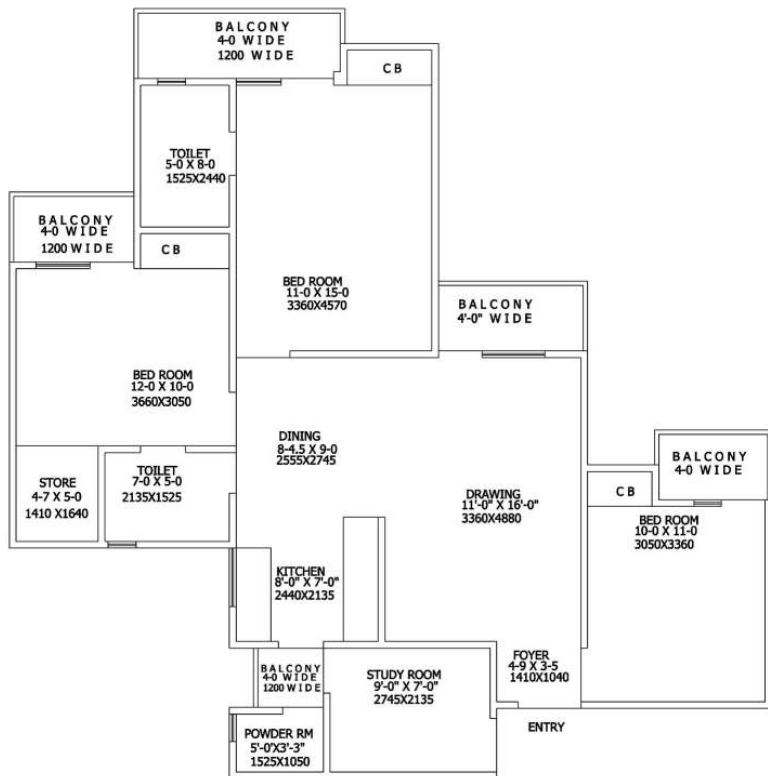 BALCONY
4-0 WIDE
1200 WIDE
CB
TOILET
5-0 X 8-0
1525X2440
BALCONY
4-0 WIDE
1200 WIDE
CB
BED ROOM
11-0 X 15-0
3360X4570
BALCONY
4'-0" WIDE
BED ROOM
12-0 X 10-0
3660X3050
DINING
8-4.5 X 9-0
2555X2745
STORE
4-7 X 5-0
1410 X1640
TOILET
7-0 X 5-0
2135X1525
DRAWING
11'-0" X 16'-0"
3360X4880
BALCONY
4-0 WIDE
CB
BED ROOM
10-0 X 11-0
3050X3360
KITCHEN
8'-0" X 7'-0"
2440X2135
BALCONY
4-0 WIDE
1200 WIDE
STUDY ROOM
9'-0" X 7'-0"
2745X2135
FOYER
4-9 X 3-5
1410X1040
POWDER RM
5'-0'X3'-3"
1525X1050
ENTRY